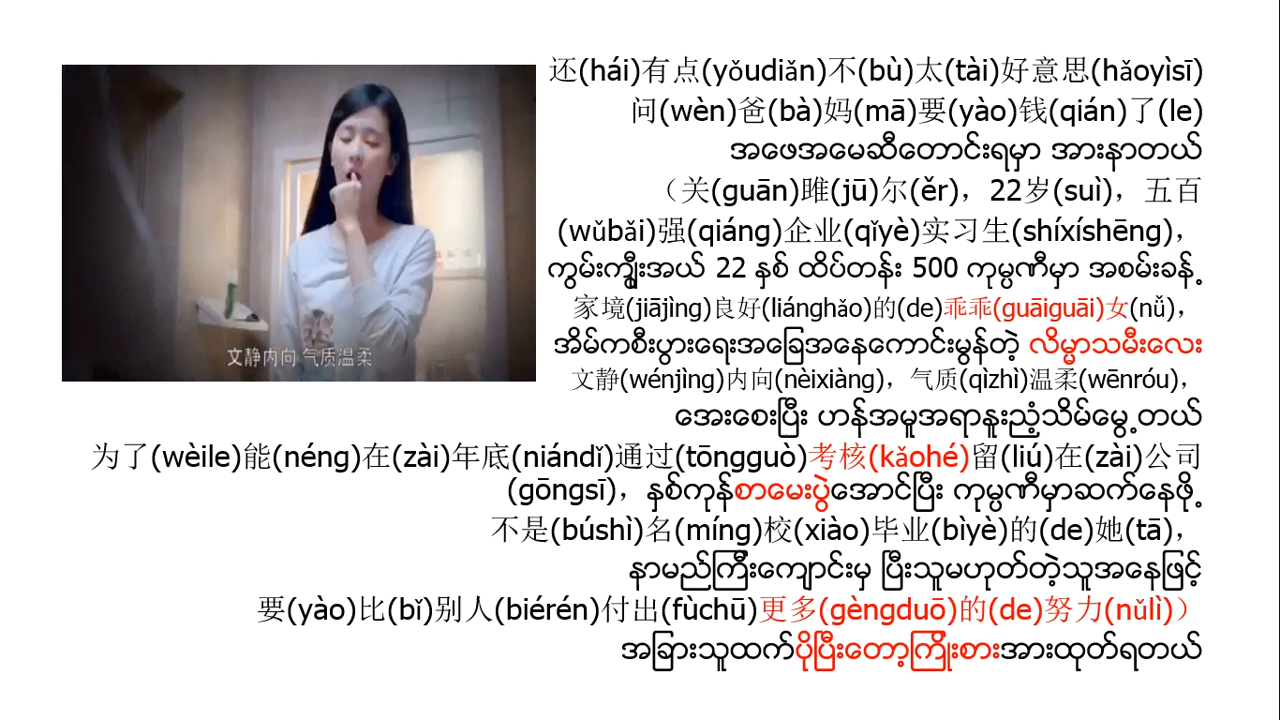 还(hái)有点(yǒudiǎn)不(bù)太(tài)好意思(hǎoyìsī)
问(wèn)爸(bà)妈(mā)要(yào)钱(qián)了(le)
အဖေအမေဆီတောင်းရမှာ အားနာတယ်
（关(guān)雎(jū)尔(ěr)，22岁(suì)，五百
(wǔbǎi)强(qiáng)企业(qǐyè)实习生(shíxíshēng)，
ကွမ်းကျွီးအယ် 22 နှစ် ထိပ်တန်း 500 ကုမ္ပဏီမှာ အစမ်းခန့်
家境(jiājìng)良好(liánghǎo)的(de)乖乖(guāiguāi)女(nǚ)，
အိမ်ကစီးပွားရေးအခြေအနေကောင်းမွန်တဲ့ လိမ္မာသမီးလေး
文静(wénjìng)内向(nèixiàng)，气质(qìzhì)温柔(wēnróu)，
အေးစေးပြီး ဟန်အမူအရာနူးညံ့သိမ်မွေ့တယ်
文静内向 气质温柔
为了(wèile)能(néng)在(zài)年底(niándǐ)通过(tōngguò)考核(kǎohé)留(liú)在(zài)公司
(gōngsī)，နှစ်ကုန်စာမေးပွဲအောင်ပြီး ကုမ္ပဏီမှာဆက်နေဖို့
不是(búshì)名(míng)校(xiào)毕业(bìyè)的(de)她(tā)，
နာမည်ကြီးကျောင်းမှ ပြီးသူမဟုတ်တဲ့သူအနေဖြင့်
要(yào)比(bǐ)别人(biérén)付出(fùchū)更多(gèngduō)的(de)努力(nǔlì)）
အခြားသူထက်ပိုပြီးတော့ကြိုးစားအားထုတ်ရတယ်